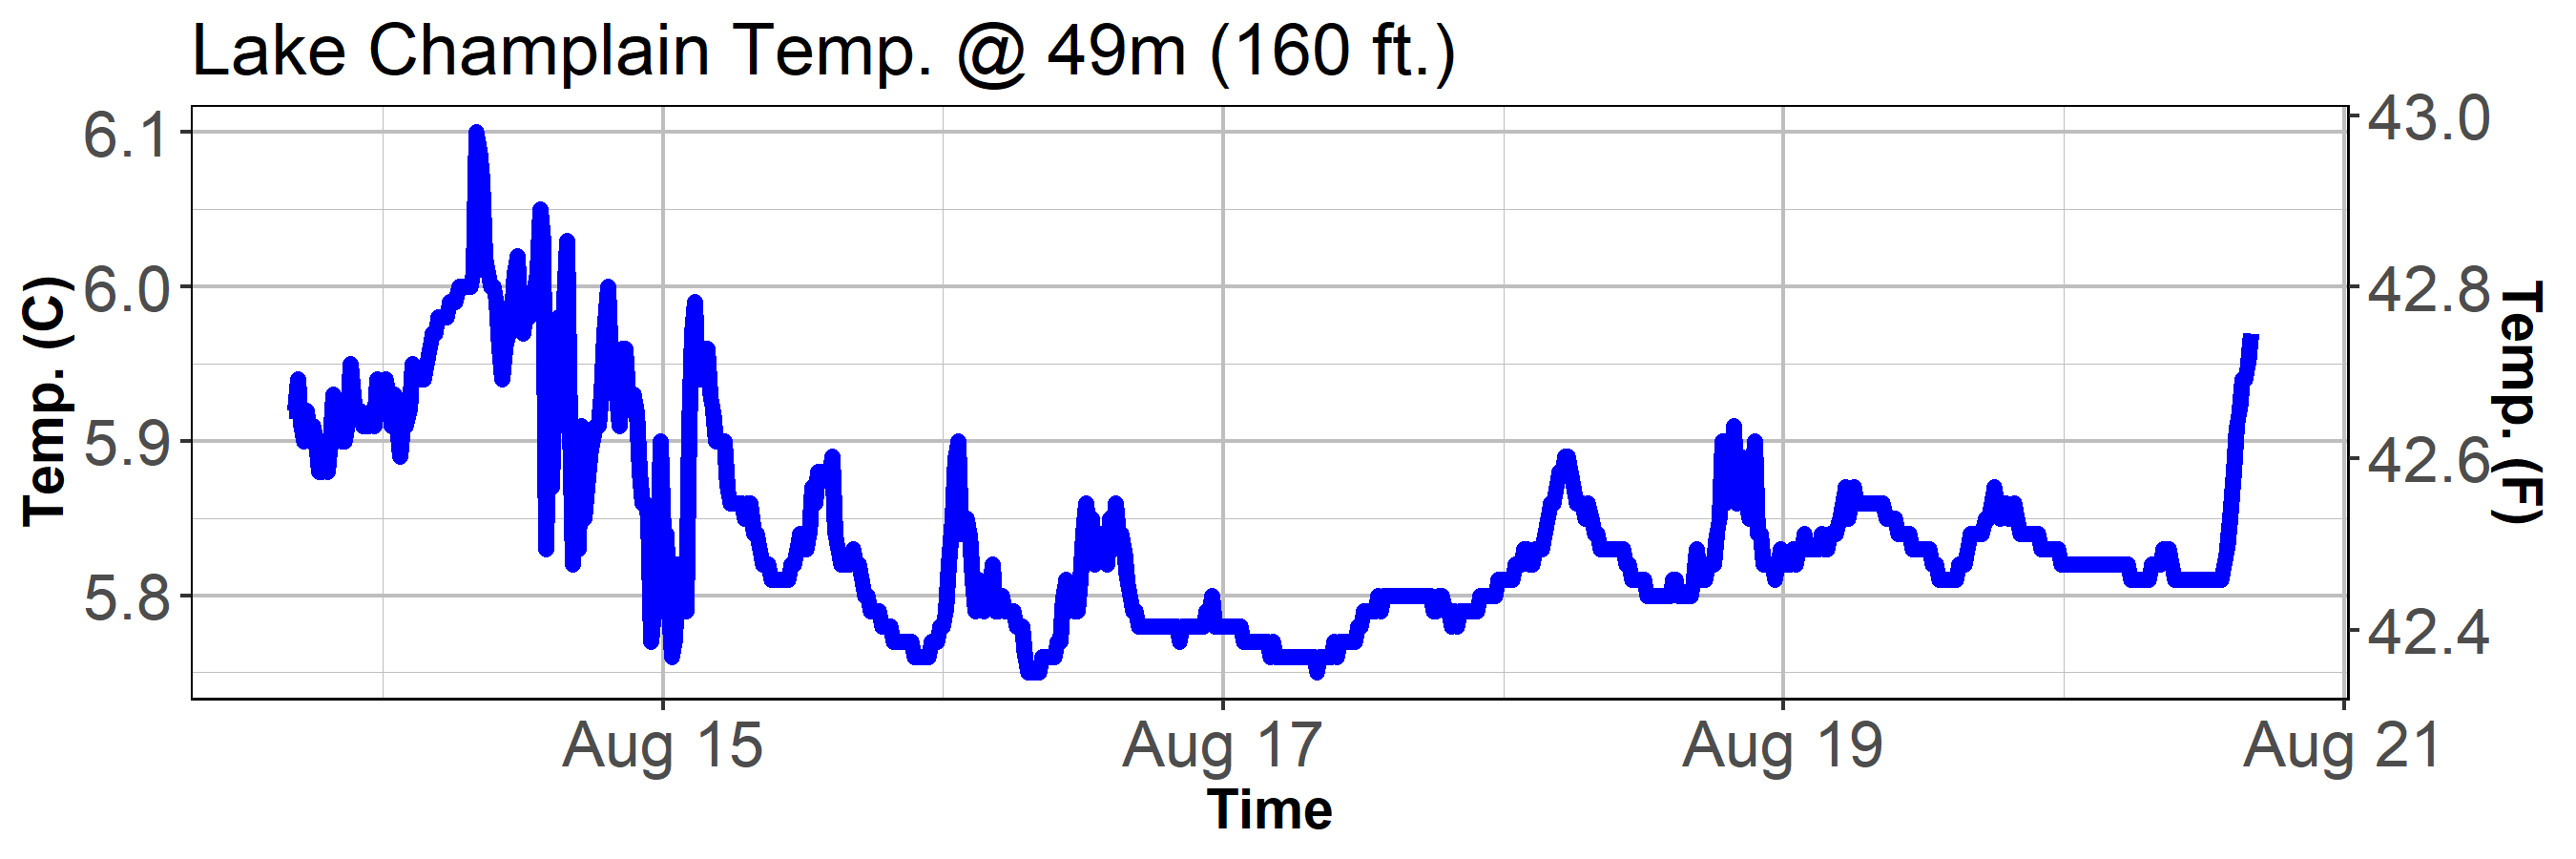 Lake Champlain Temp. @ 49m (160 ft.)
6.1
6.0
5.9
5.8
Temp. (C)
43.0
42.8
42.6
42.4
Temp. (F)
Aug 15 Aug 17 Aug 19 Aug 21
Time